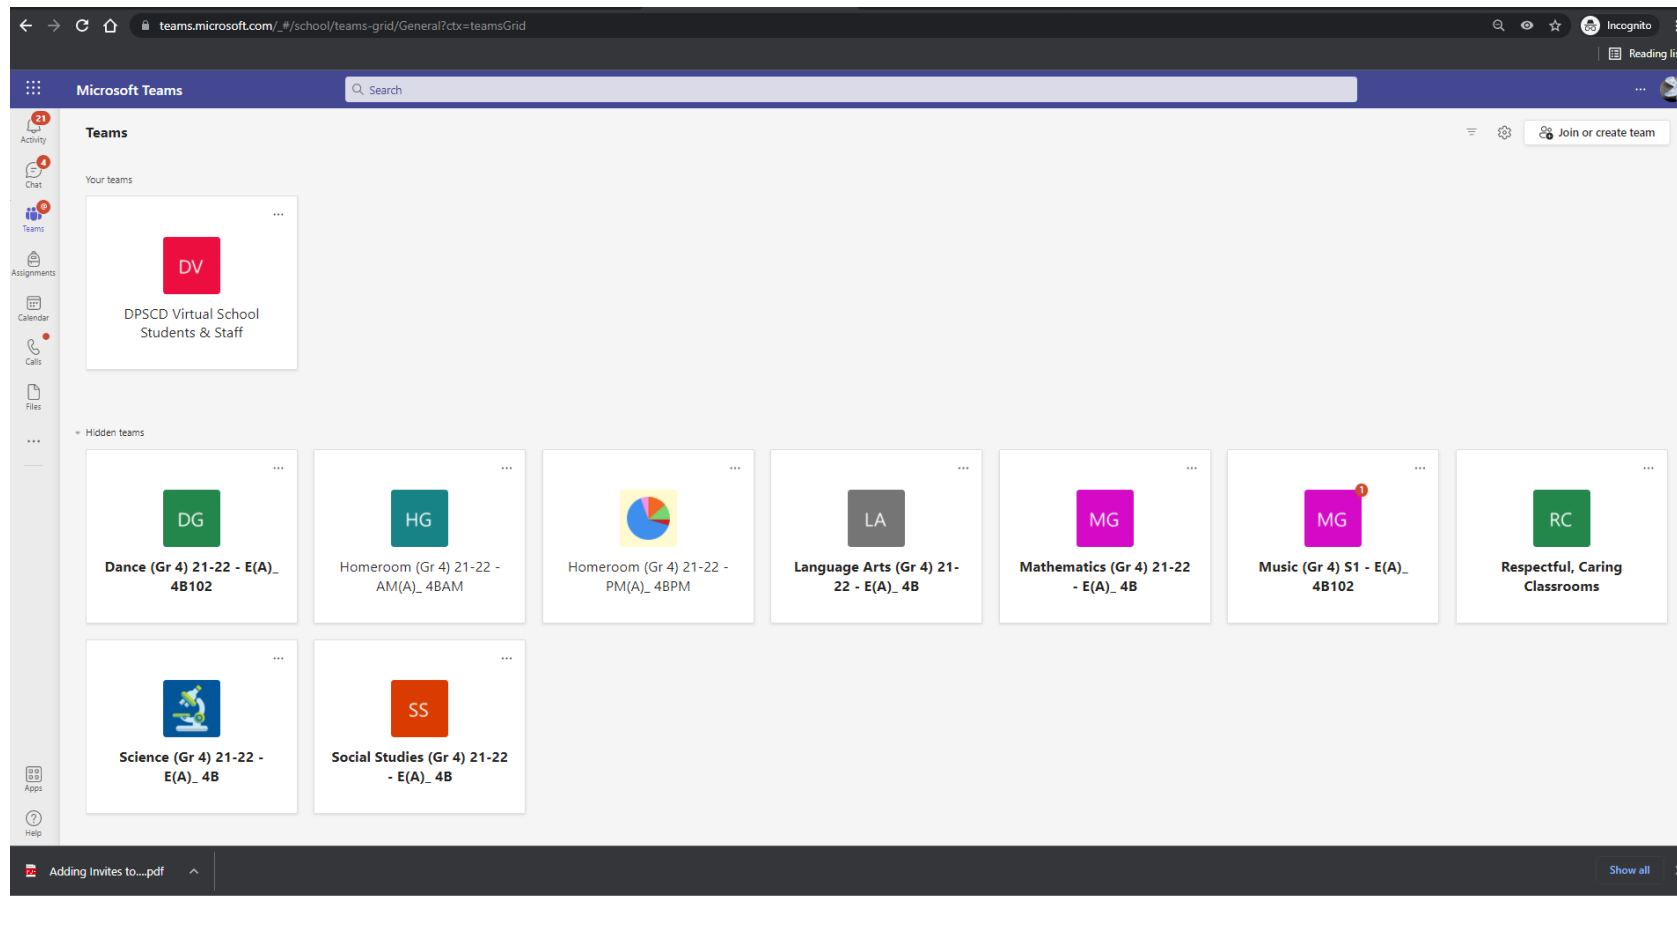 teams.microsoft.com/_#/school/teams-grid/General?ctx=teamsGrid
Incognito
Reading
Microsoft Teams
Search
...
21
Activity
Teams
Join or create team
4
Chat
Your teams
@
Teams
...
DV
DPSCD Virtual School
Students & Staff
Assignments
Calendar
Calls
Files
...
Hidden teams
... ... ... ... ... ... ...
DG HG LA MG MG 1 RC
Dance (Gr 4) 21-22 - E(A)_
4B102
Homeroom (Gr 4) 21-22 -
AM(A)_ 4BAM
Homeroom (Gr 4) 21-22 -
PM(A)_ 4BPM
Language Arts (Gr 4) 21-
22 - E(A)_ 4B
Mathematics (Gr 4) 21-22
- E(A)_ 4B
Music (Gr 4) S1 - E(A)_
4B102
Respectful, Caring
Classrooms
... ...
SS
Science (Gr 4) 21-22 -
E(A)_ 4B
Social Studies (Gr 4) 21-22
- E(A)_ 4B
Apps
?
Help
Adding Invites to....pdf
Show all